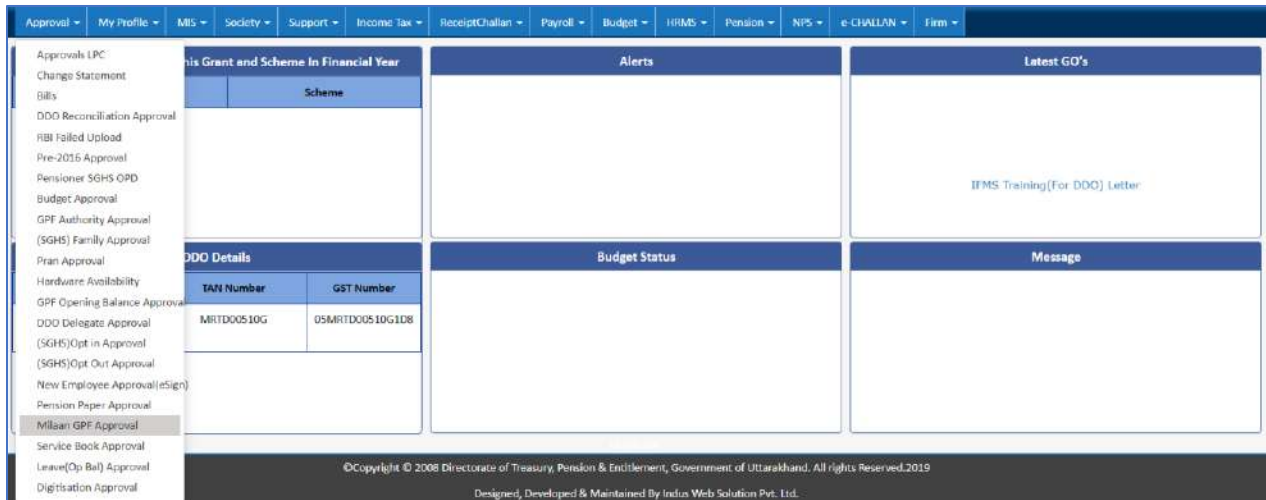 Approval My Profile MIS Society Support Income Tax ReceiptChallan Payroll Budget HRMS Pension NPS e-CHALLAN Firm
Approvals LPC
Change Statement
Bills
DDO Reconciliation Approval
RBI Failed Upload
Pre-2016 Approval
Pensioner SGHS OPD
Budget Approval
GPF Authority Approval
(SGHS) Family Approval
Pran Approval
Hardware Availability
GPF Opening Balance Approval
DDO Delegate Approval
(SGHS)Opt in Approval
(SGHS)Opt Out Approval
New Employee Approval(eSign)
Pension Paper Approval
Milaan GPF Approval
Service Book Approval
Leave(Op Bal) Approval
Digitisation Approval
his Grant and Scheme In Financial Year
Scheme
Alerts
Latest GO's
IFMS Training(For DDO) Letter
DDO Details
TAN Number GST Number
MRTD00510G 05MRTD00510G1D8
Budget Status
Message
©Copyright © 2008 Directorate of Treasury, Pension & Entitlement, Government of Uttarakhand. All rights Reserved.2019
Designed, Developed & Maintained By Indus Web Solution Pvt. Ltd.